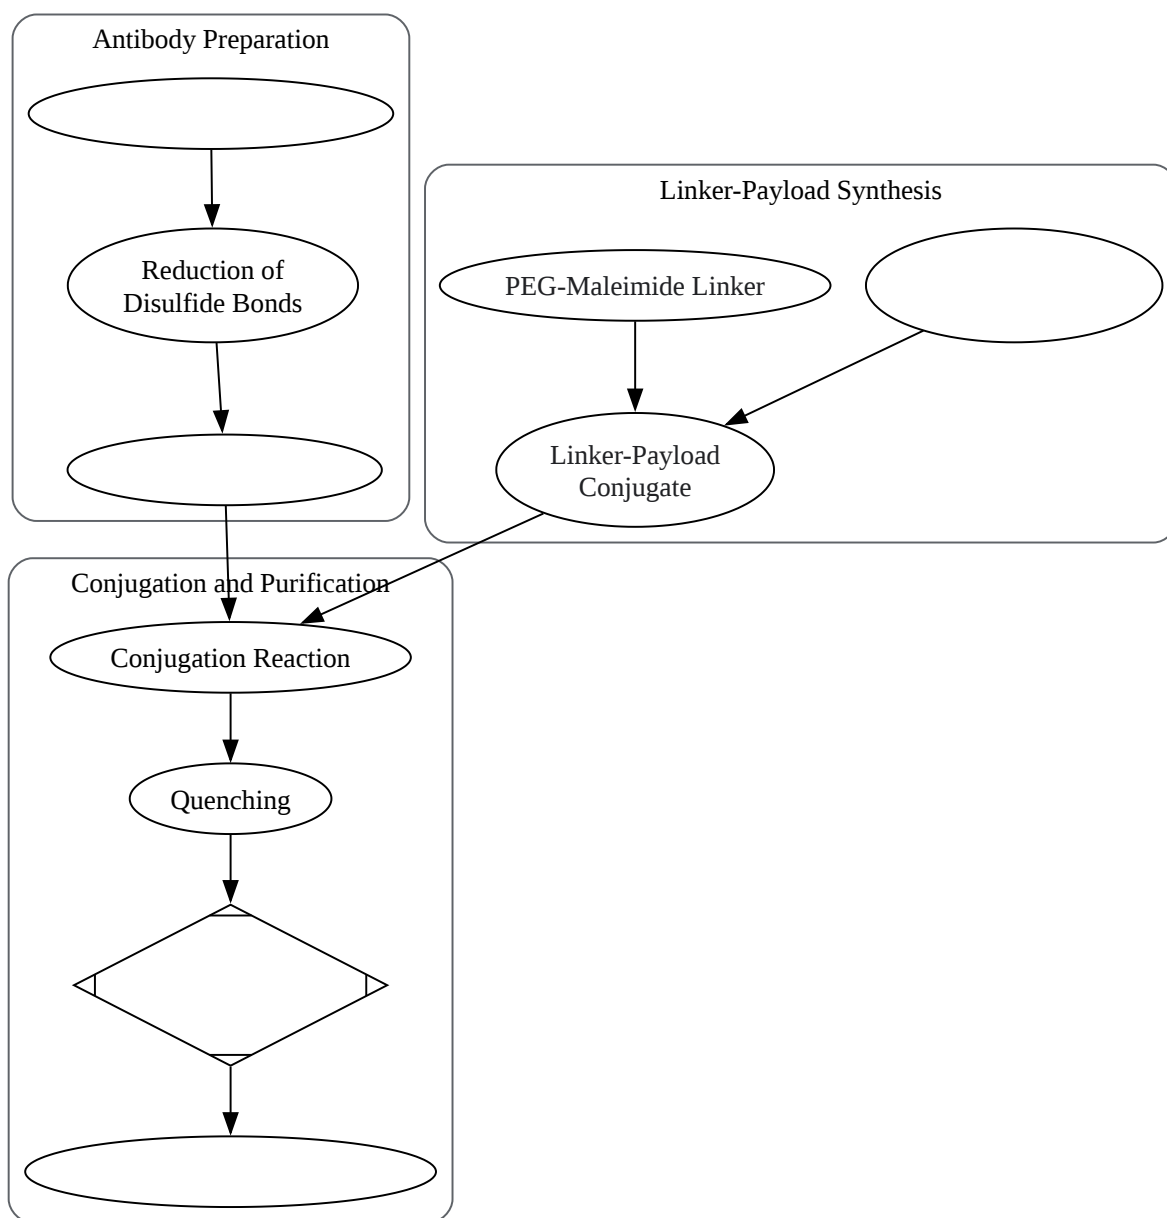 Antibody Preparation
Reduction of
Disulfide Bonds
Linker-Payload Synthesis
PEG-Maleimide Linker
Linker-Payload
Conjugate
Conjugation and Purification
Conjugation Reaction
Quenching